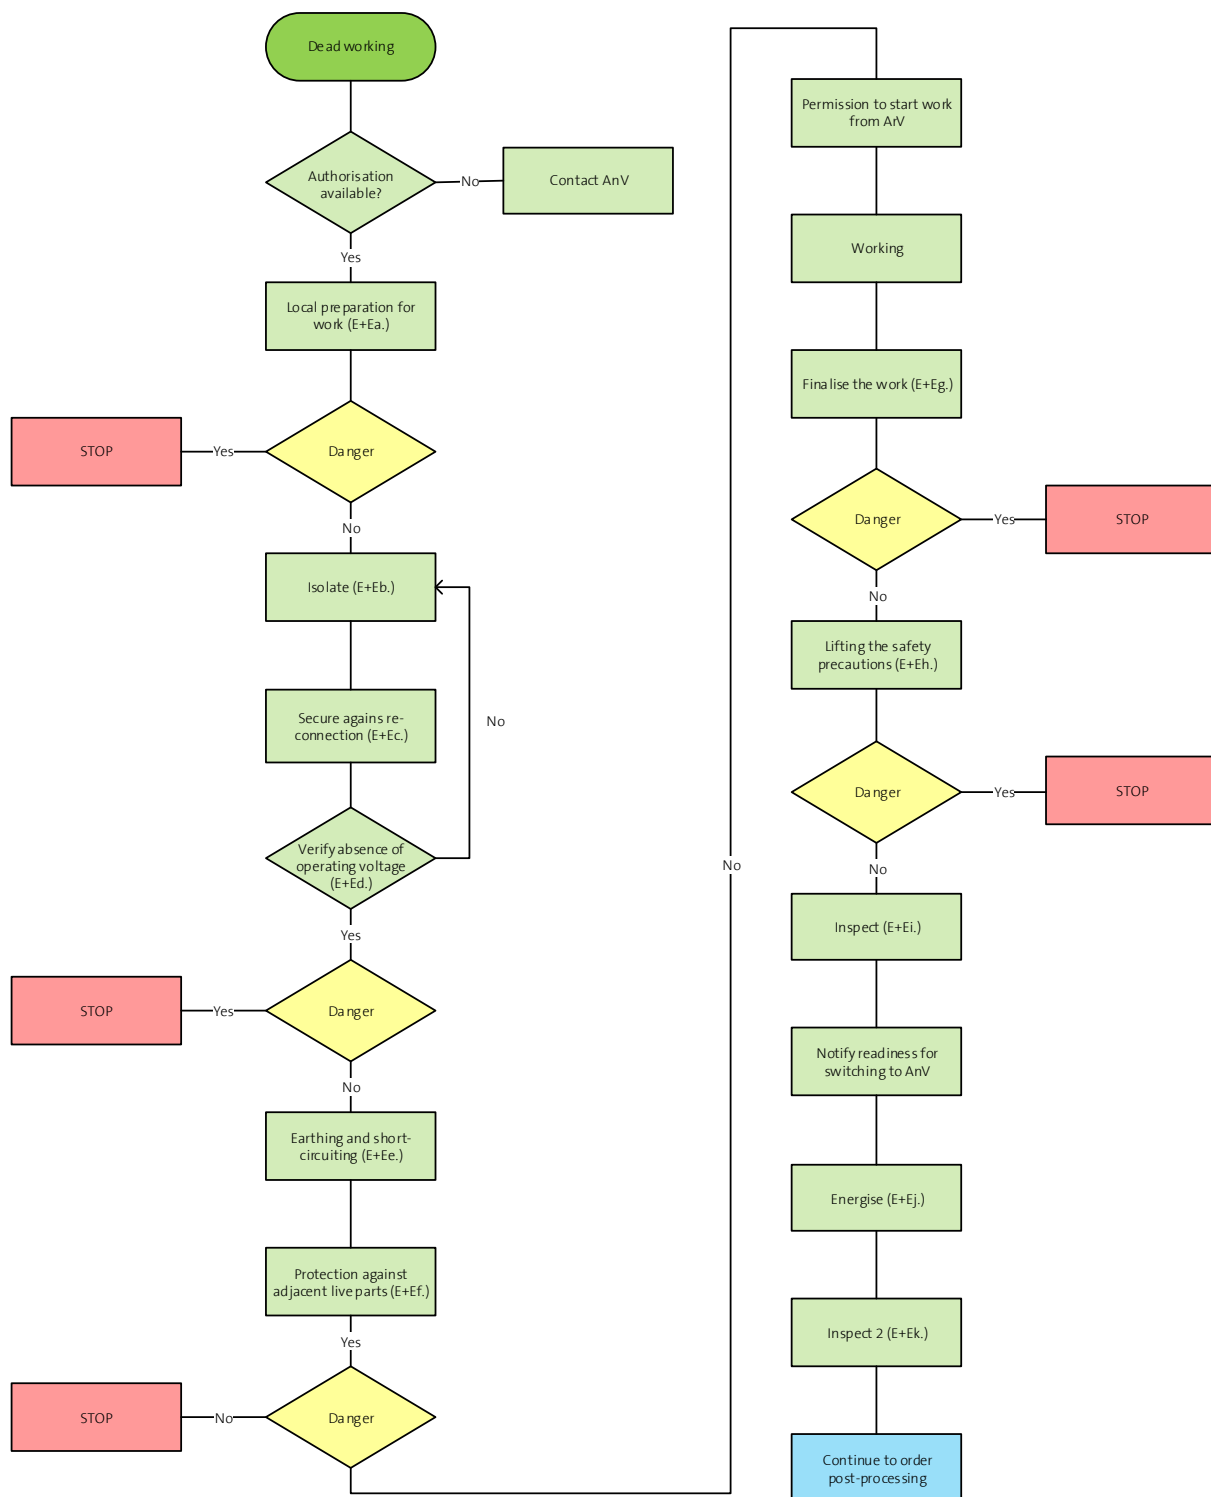 Dead working
Authorisation
available?
No
Contact AnV
Yes
Local preparation for
work (E+Ea.)
STOP
Yes
Danger
No
Isolate (E+Eb.)
Secure agains re-
connection (E+Ec.)
No
Verify absence of
operating voltage
(E+Ed.)
Yes
STOP
Yes
Danger
No
Earthing and short-
circuiting (E+Ee.)
Protection against
adjacent live parts (E+Ef.)
Yes
STOP
No
Danger
No
Permission to start work
from ArV
Working
Finalise the work (E+Eg.)
Danger
Yes
STOP
No
Lifting the safety
precautions (E+Eh.)
Danger
Yes
STOP
No
Inspect (E+Ei.)
Notify readiness for
switching to AnV
Energise (E+Ej.)
Inspect 2 (E+Ek.)
Continue to order
post-processing